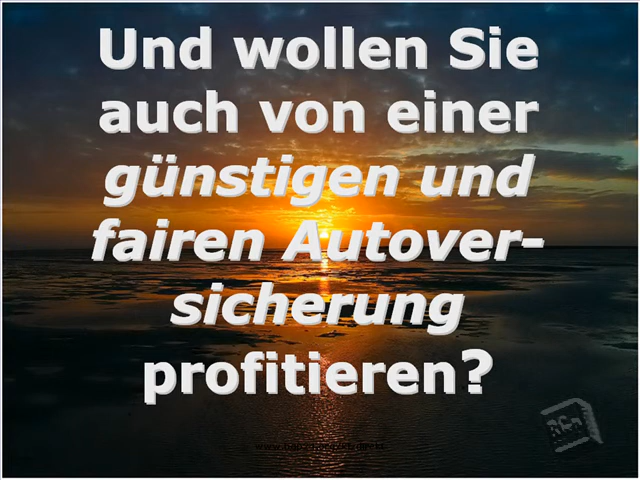 Und wollen Sie
auch von einer
günstigen und
fairen Autover-
sicherung
profitieren?